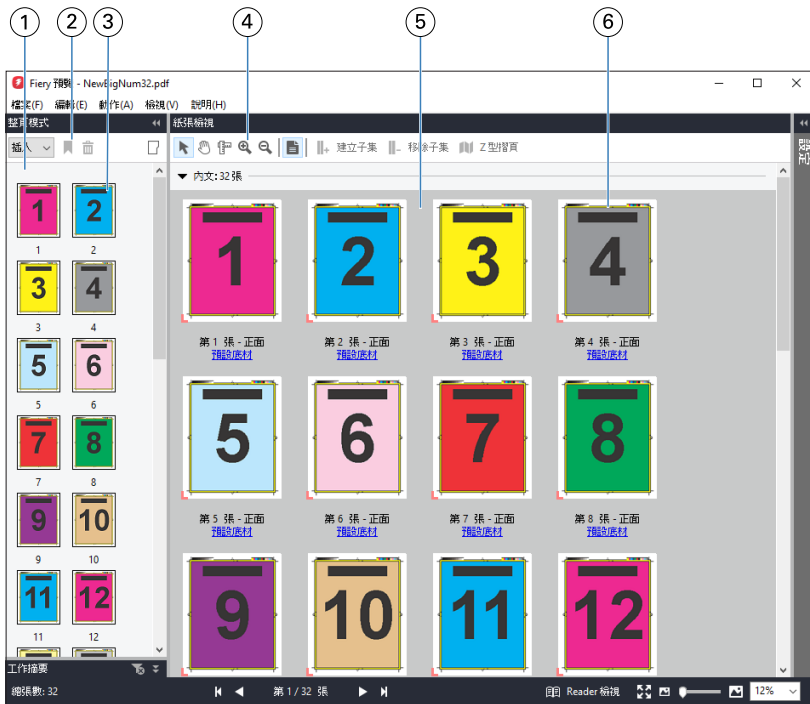 1 2 3 4 5 6
Fiery 預覽 - NewBigNum32.pdf
檔案(F) 編輯(E) 動作(A) 檢視(V) 說明(H)
整頁模式 紙張檢視
插入 建立子集 移除子集 Z 型摺頁 設定
內文: 32 張
1 2 1 2 3 4
1 2
3 4
3 4
第 1 張 - 正面 第 2 張 - 正面 第 3 張 - 正面 第 4 張 - 正面
預設底材 預設底材 預設底材 預設底材
5 6
5 6
5 6 7 8
7 8
7 8
第 5 張 - 正面 第 6 張 - 正面 第 7 張 - 正面 第 8 張 - 正面
預設底材 預設底材 預設底材 預設底材
9 10
9 10
9 10 11 12
11 12
11 12
工作摘要
總張數: 32 第 1 / 32 張 Reader 檢視 12%